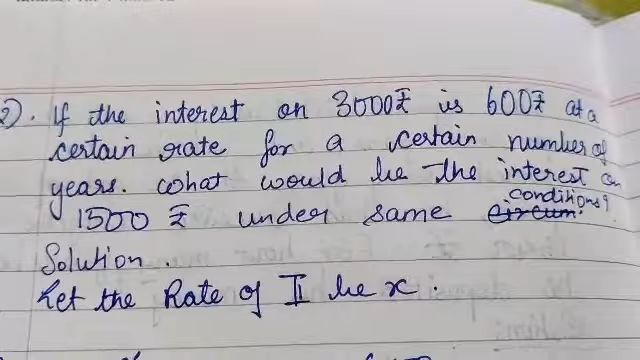 2). If the interest on 3000₹ is 600₹ at a
certain rate for a certain number of
years. What would be the interest on
conditions?
1500 ₹ under same
Solution.
Let the Rate of II be x.